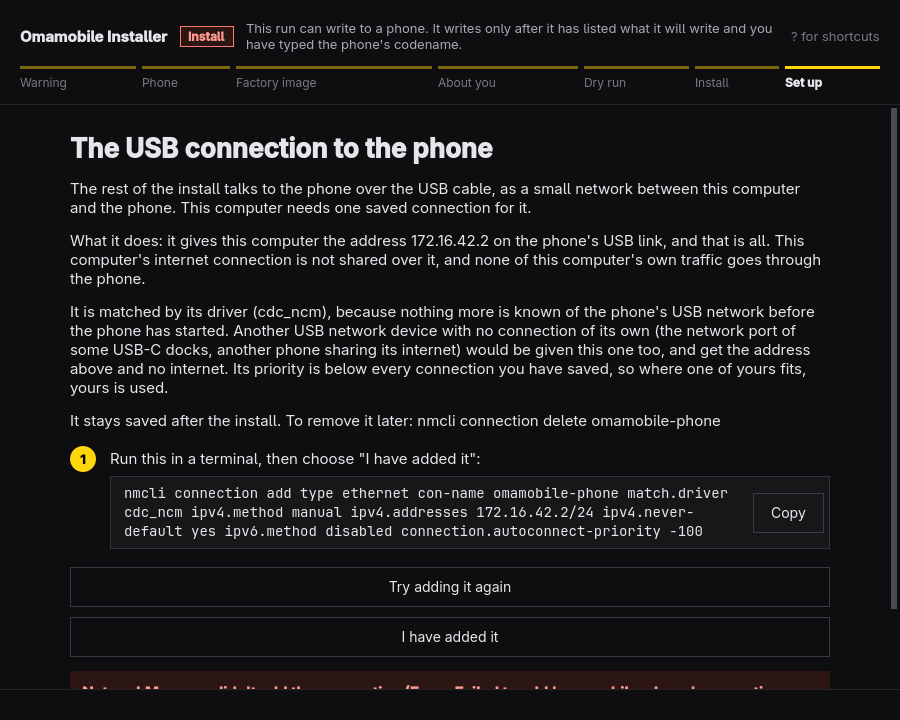 Omamobile Installer
Install
This run can write to a phone. It writes only after it has listed what it will write and you
have typed the phone's codename.
? for shortcuts
Warning
Phone
Factory image
About you
Dry run
Install
Set up
The USB connection to the phone
The rest of the install talks to the phone over the USB cable, as a small network between this computer
and the phone. This computer needs one saved connection for it.
What it does: it gives this computer the address 172.16.42.2 on the phone's USB link, and that is all. This
computer's internet connection is not shared over it, and none of this computer's own traffic goes through
the phone.
It is matched by its driver (cdc_ncm), because nothing more is known of the phone's USB network before
the phone has started. Another USB network device with no connection of its own (the network port of
some USB-C docks, another phone sharing its internet) would be given this one too, and get the address
above and no internet. Its priority is below every connection you have saved, so where one of yours fits,
yours is used.
It stays saved after the install. To remove it later: nmcli connection delete omamobile-phone
1
Run this in a terminal, then choose "I have added it":
nmcli connection add type ethernet con-name omamobile-phone match.driver
cdc_ncm ipv4.method manual ipv4.addresses 172.16.42.2/24 ipv4.never-
default yes ipv6.method disabled connection.autoconnect-priority -100
Copy
Try adding it again
I have added it